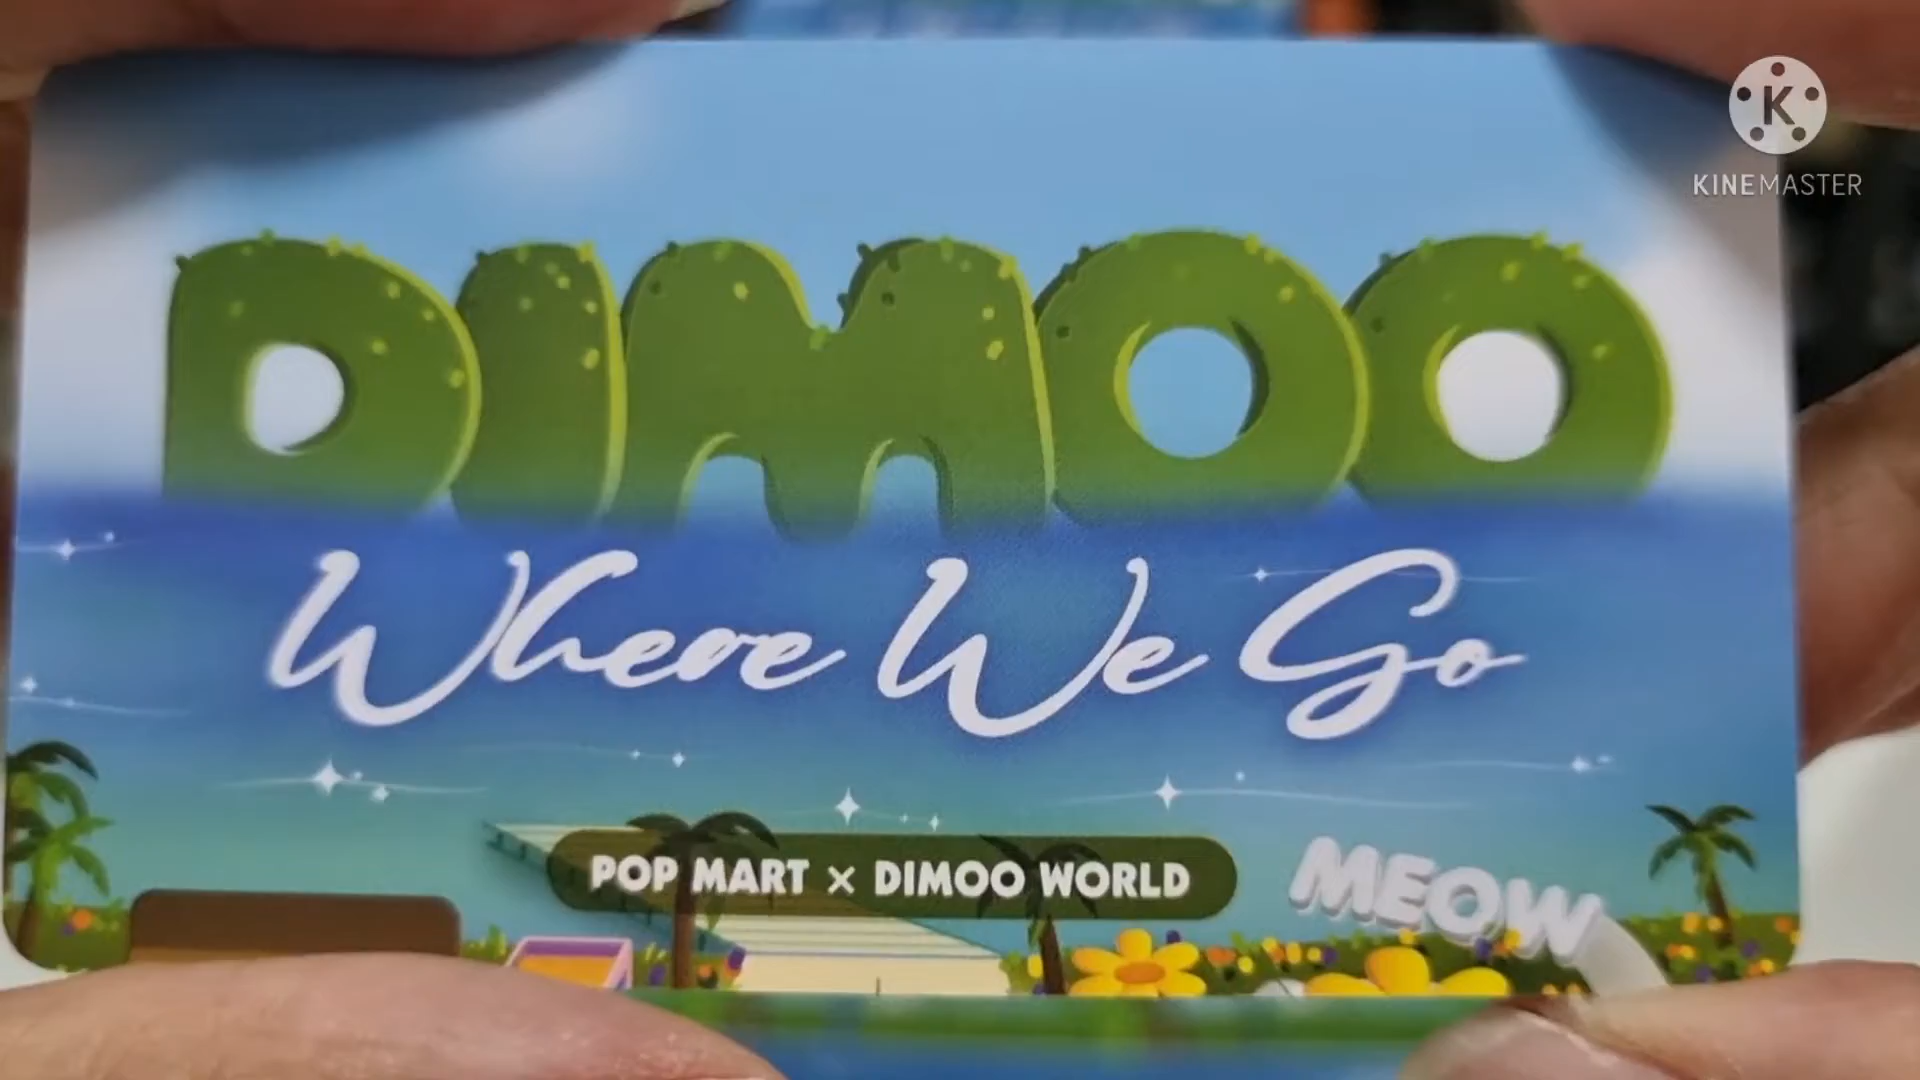 K
KINEMASTER
DIMOO
Where We Go
POP MART × DIMOO WORLD
MEOW